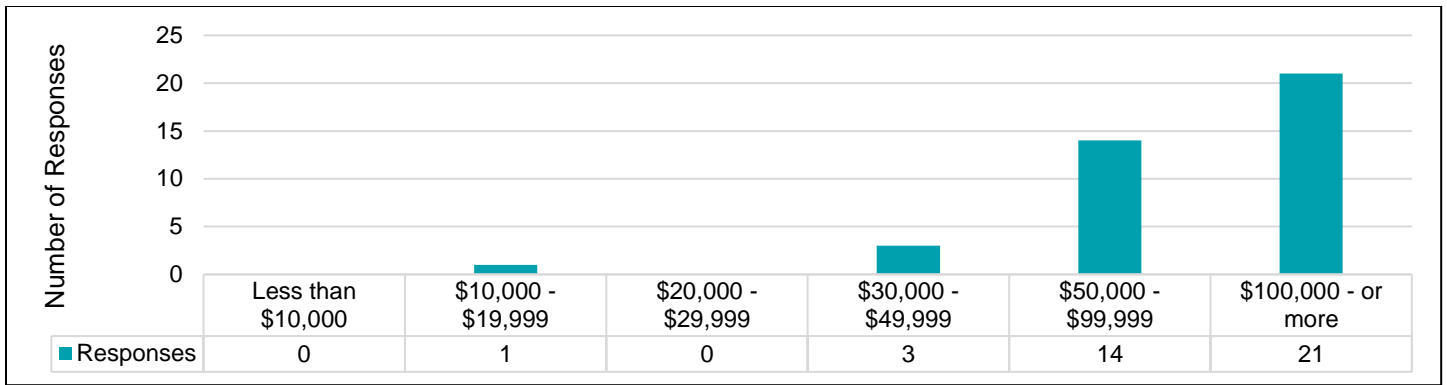 Number of Responses
25
20
15
10
5
0
Less than $10,000
$10,000 - $19,999
$20,000 - $29,999
$30,000 - $49,999
$50,000 - $99,999
$100,000 - or more
Responses 0 1 0 3 14 21